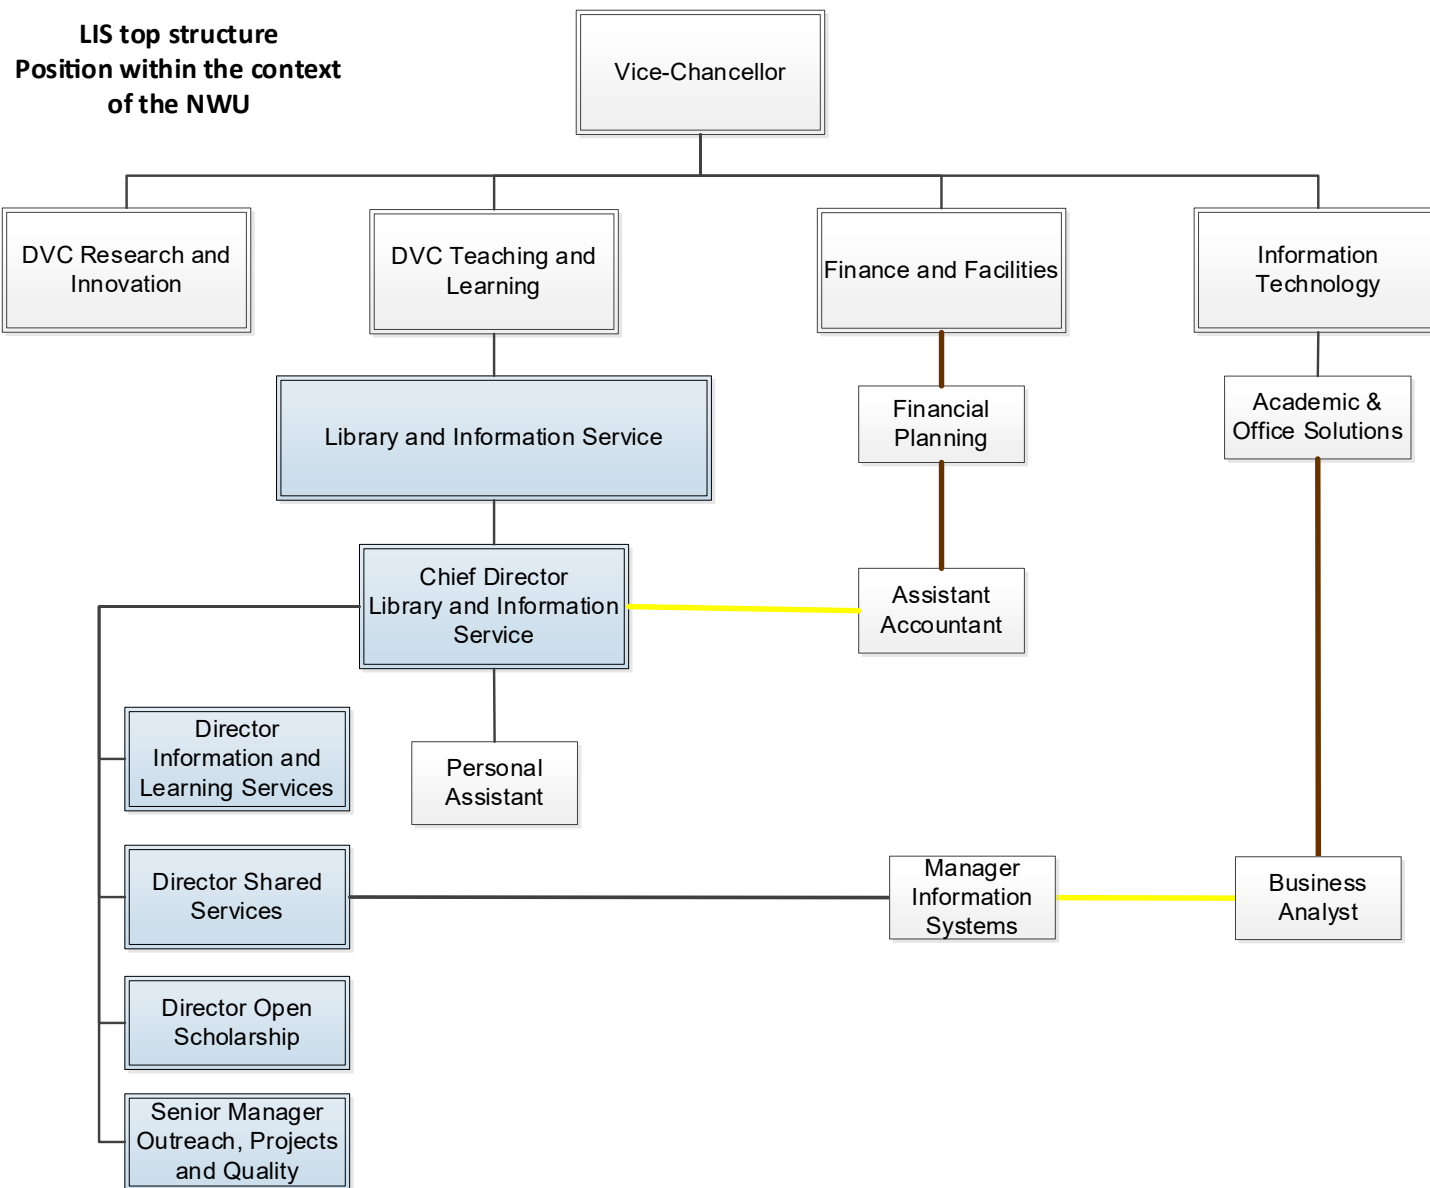 LIS top structure
Position within the context
of the NWU
Vice-Chancellor
DVC Research and
Innovation
DVC Teaching and
Learning
Finance and Facilities
Information
Technology
Library and Information Service
Financial
Planning
Academic &
Office Solutions
Chief Director
Library and Information
Service
Assistant
Accountant
Director
Information and
Learning Services
Personal
Assistant
Director Shared
Services
Manager
Information
Systems
Business
Analyst
Director Open
Scholarship
Senior Manager
Outreach, Projects
and Quality